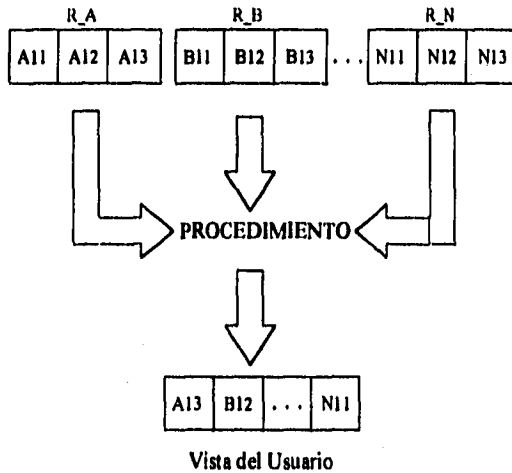 R_A R_B R_N
A11 A12 A13 B11 B12 B13 . . . N11 N12 N13
PROCEDIMIENTO
A13 B12 . . . N11
Vista del Usuario